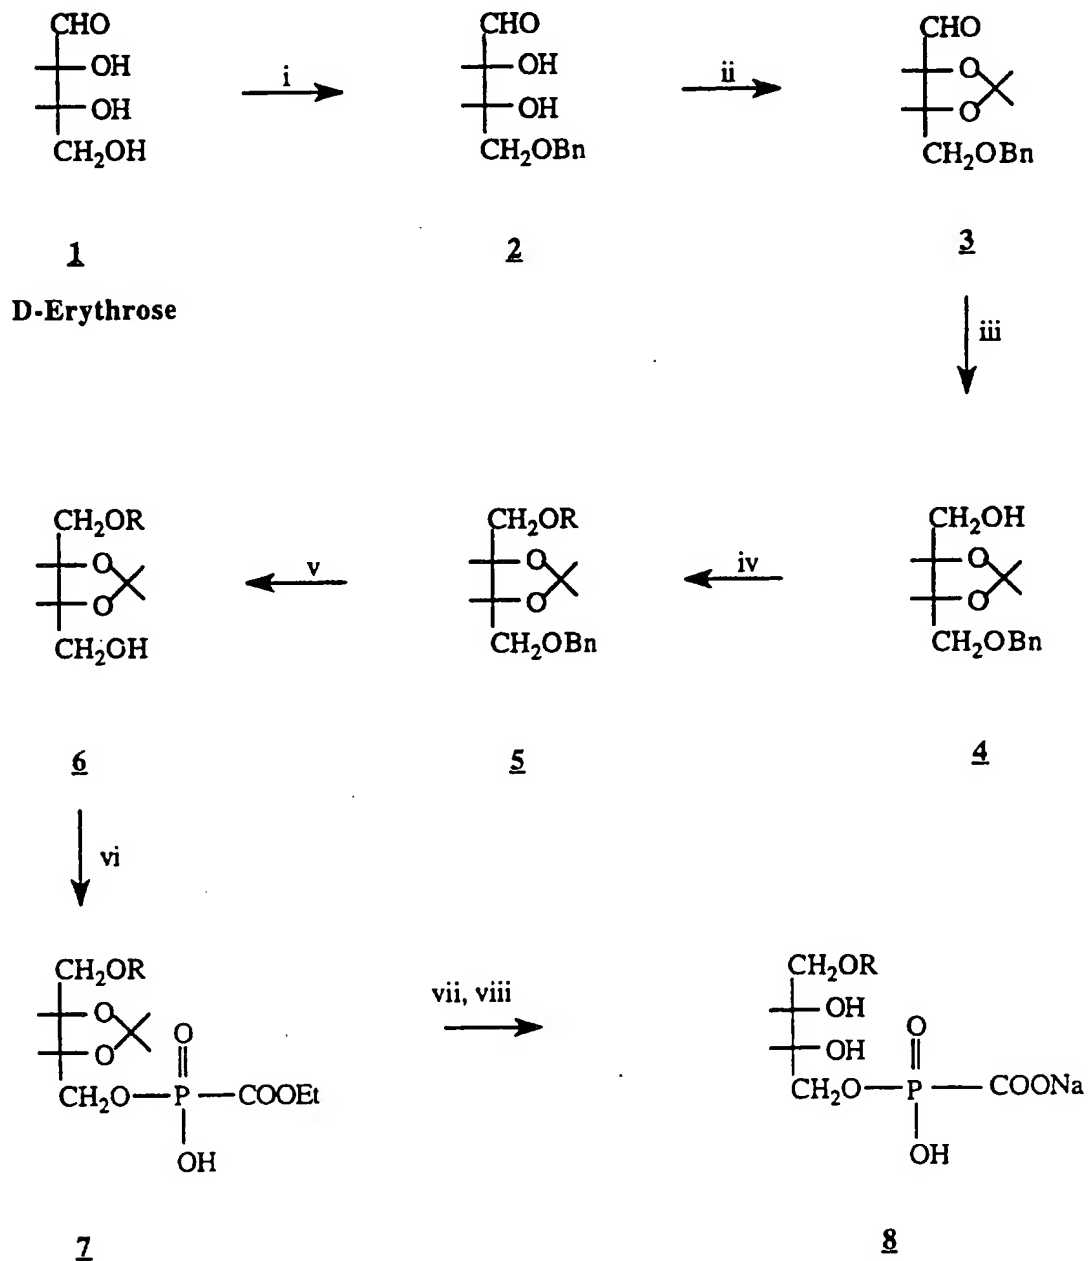 CHO
OH
OH
CH₂OH
1
D-Erythrose
i
CHO
OH
OH
CH₂OBn
2
ii
CHO
O
O
CH₂OBn
3
iii
CH₂OH
O
O
CH₂OBn
4
iv
CH₂OR
O
O
CH₂OBn
5
v
CH₂OR
O
O
CH₂OH
6
vi
CH₂OR
O
O
O
CH₂O—P—COOEt
OH
7
vii, viii
CH₂OR
OH
OH
O
CH₂O—P—COONa
OH
8